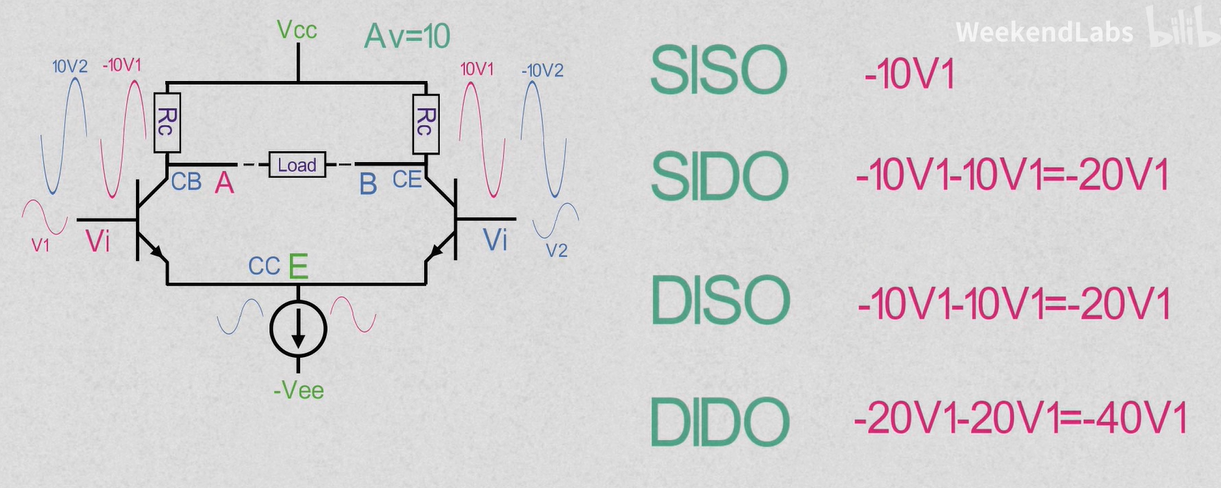 WeekendLabs bilib
Vcc
Av=10
10V2 -10V1
10V1 -10V2
Rc
Rc
Load
CB A
B CE
V1
Vi
Vi
V2
CC E
-Vee
SISO -10V1
SIDO -10V1-10V1=-20V1
DISO -10V1-10V1=-20V1
DIDO -20V1-20V1=-40V1